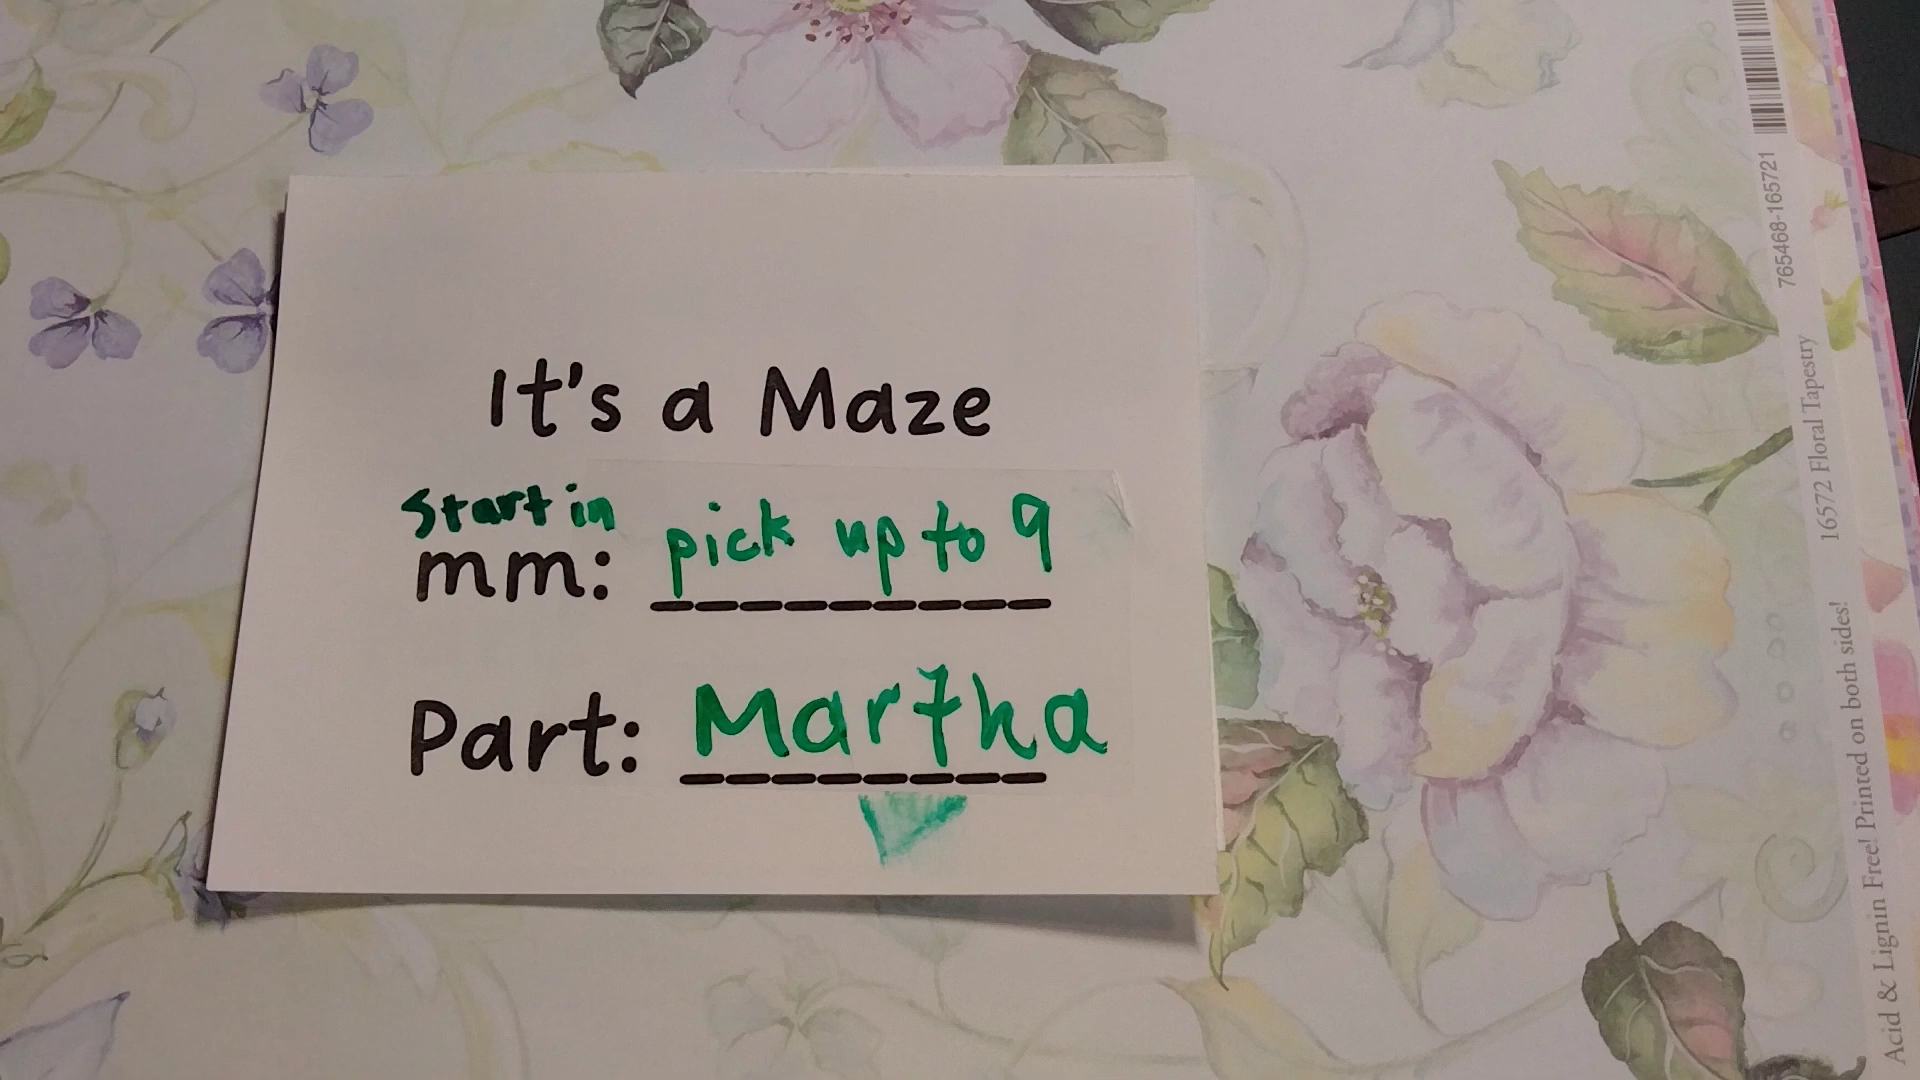 It's a Maze
Start in
mm: pick up to 9
Part: Martha
765468-165721
16572 Floral Tapestry
Acid & Lignin Free! Printed on both sides!